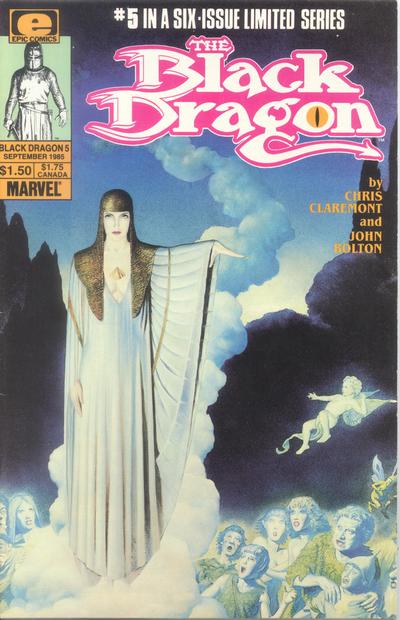 #5 IN A SIX-ISSUE LIMITED SERIES
e
EPIC COMICS
THE
Black
Dragon
TM
BLACK DRAGON 5
SEPTEMBER 1985
$1.50
$1.75
CANADA
MARVEL®
by
CHRIS
CLAREMONT
and
JOHN
BOLTON